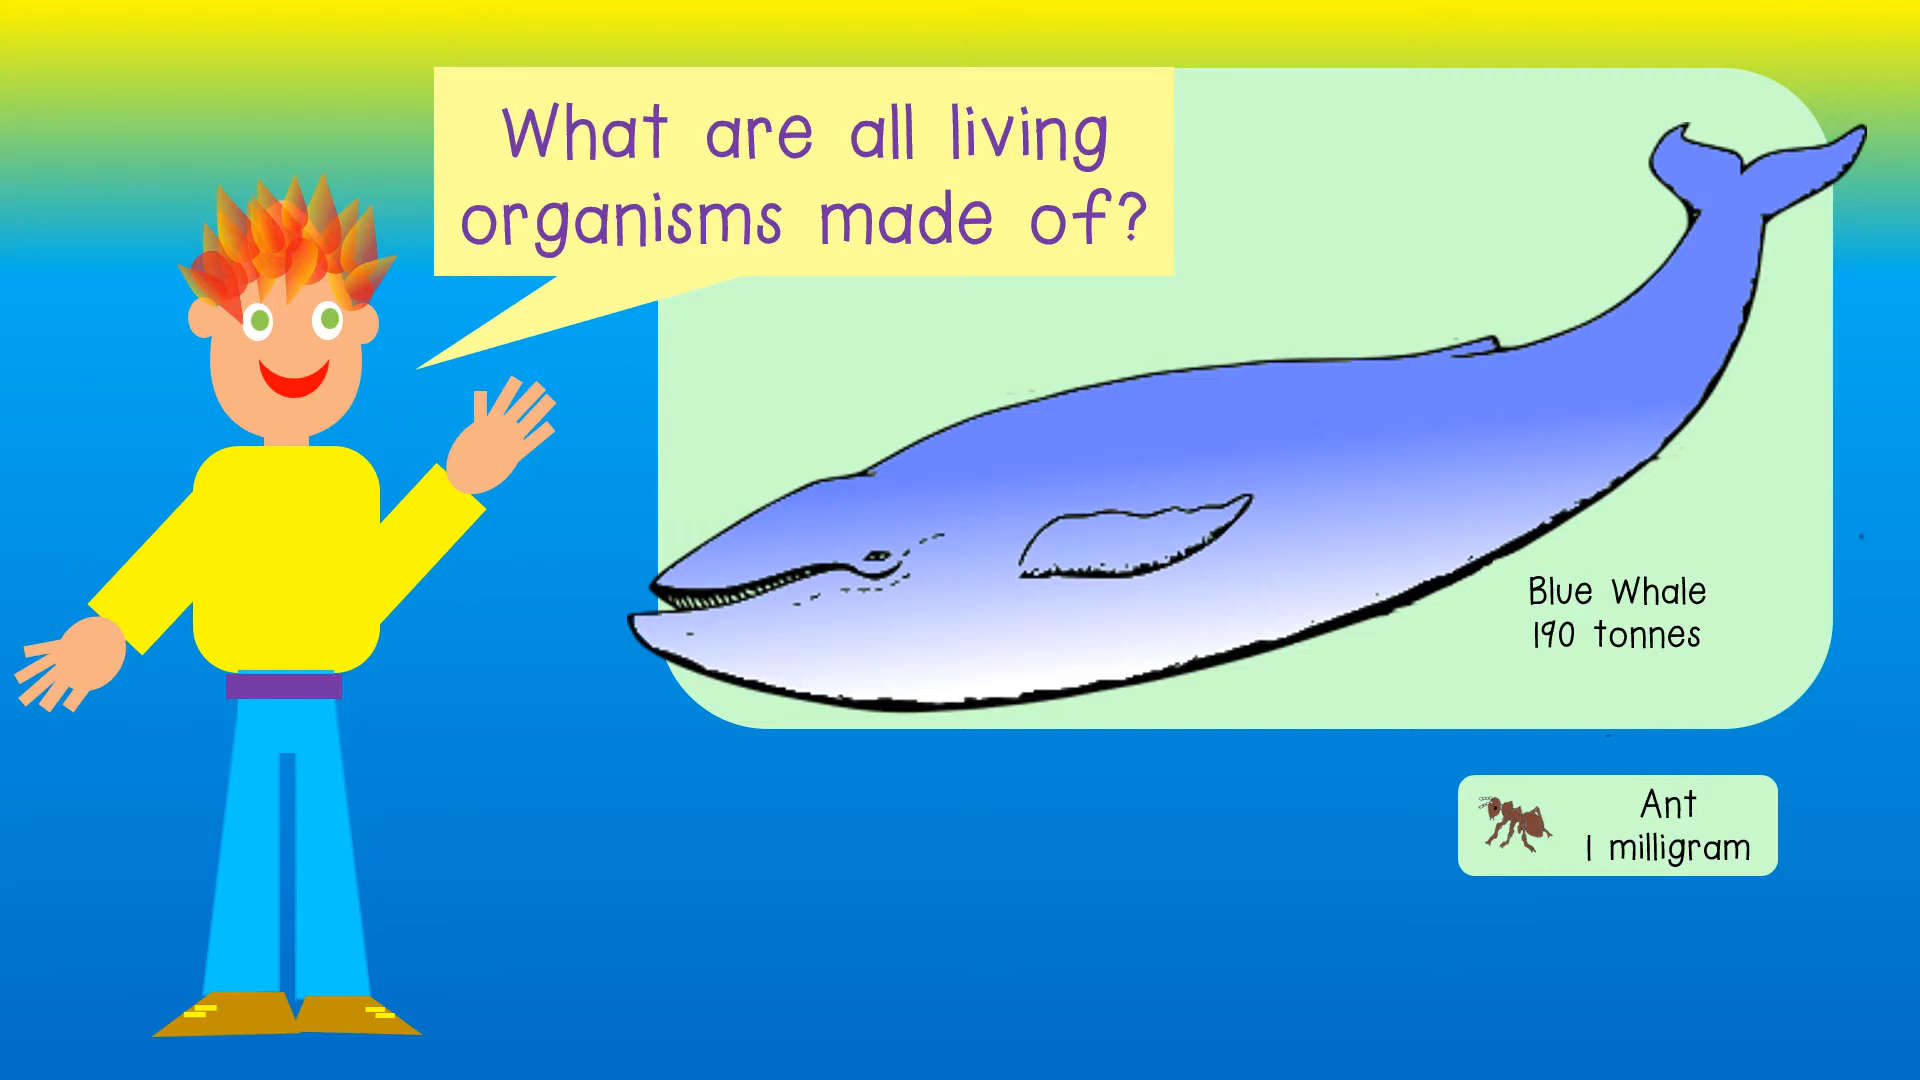 What are all living
organisms made of?
Blue Whale
190 tonnes
Ant
1 milligram